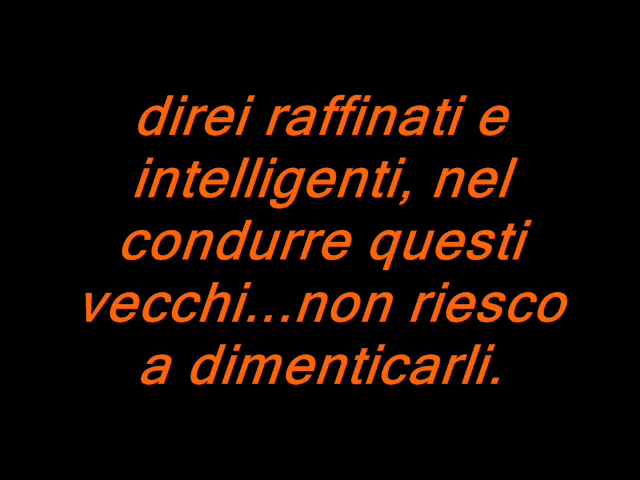 direi raffinati e
intelligenti, nel
condurre questi
vecchi...non riesco
a dimenticarli.